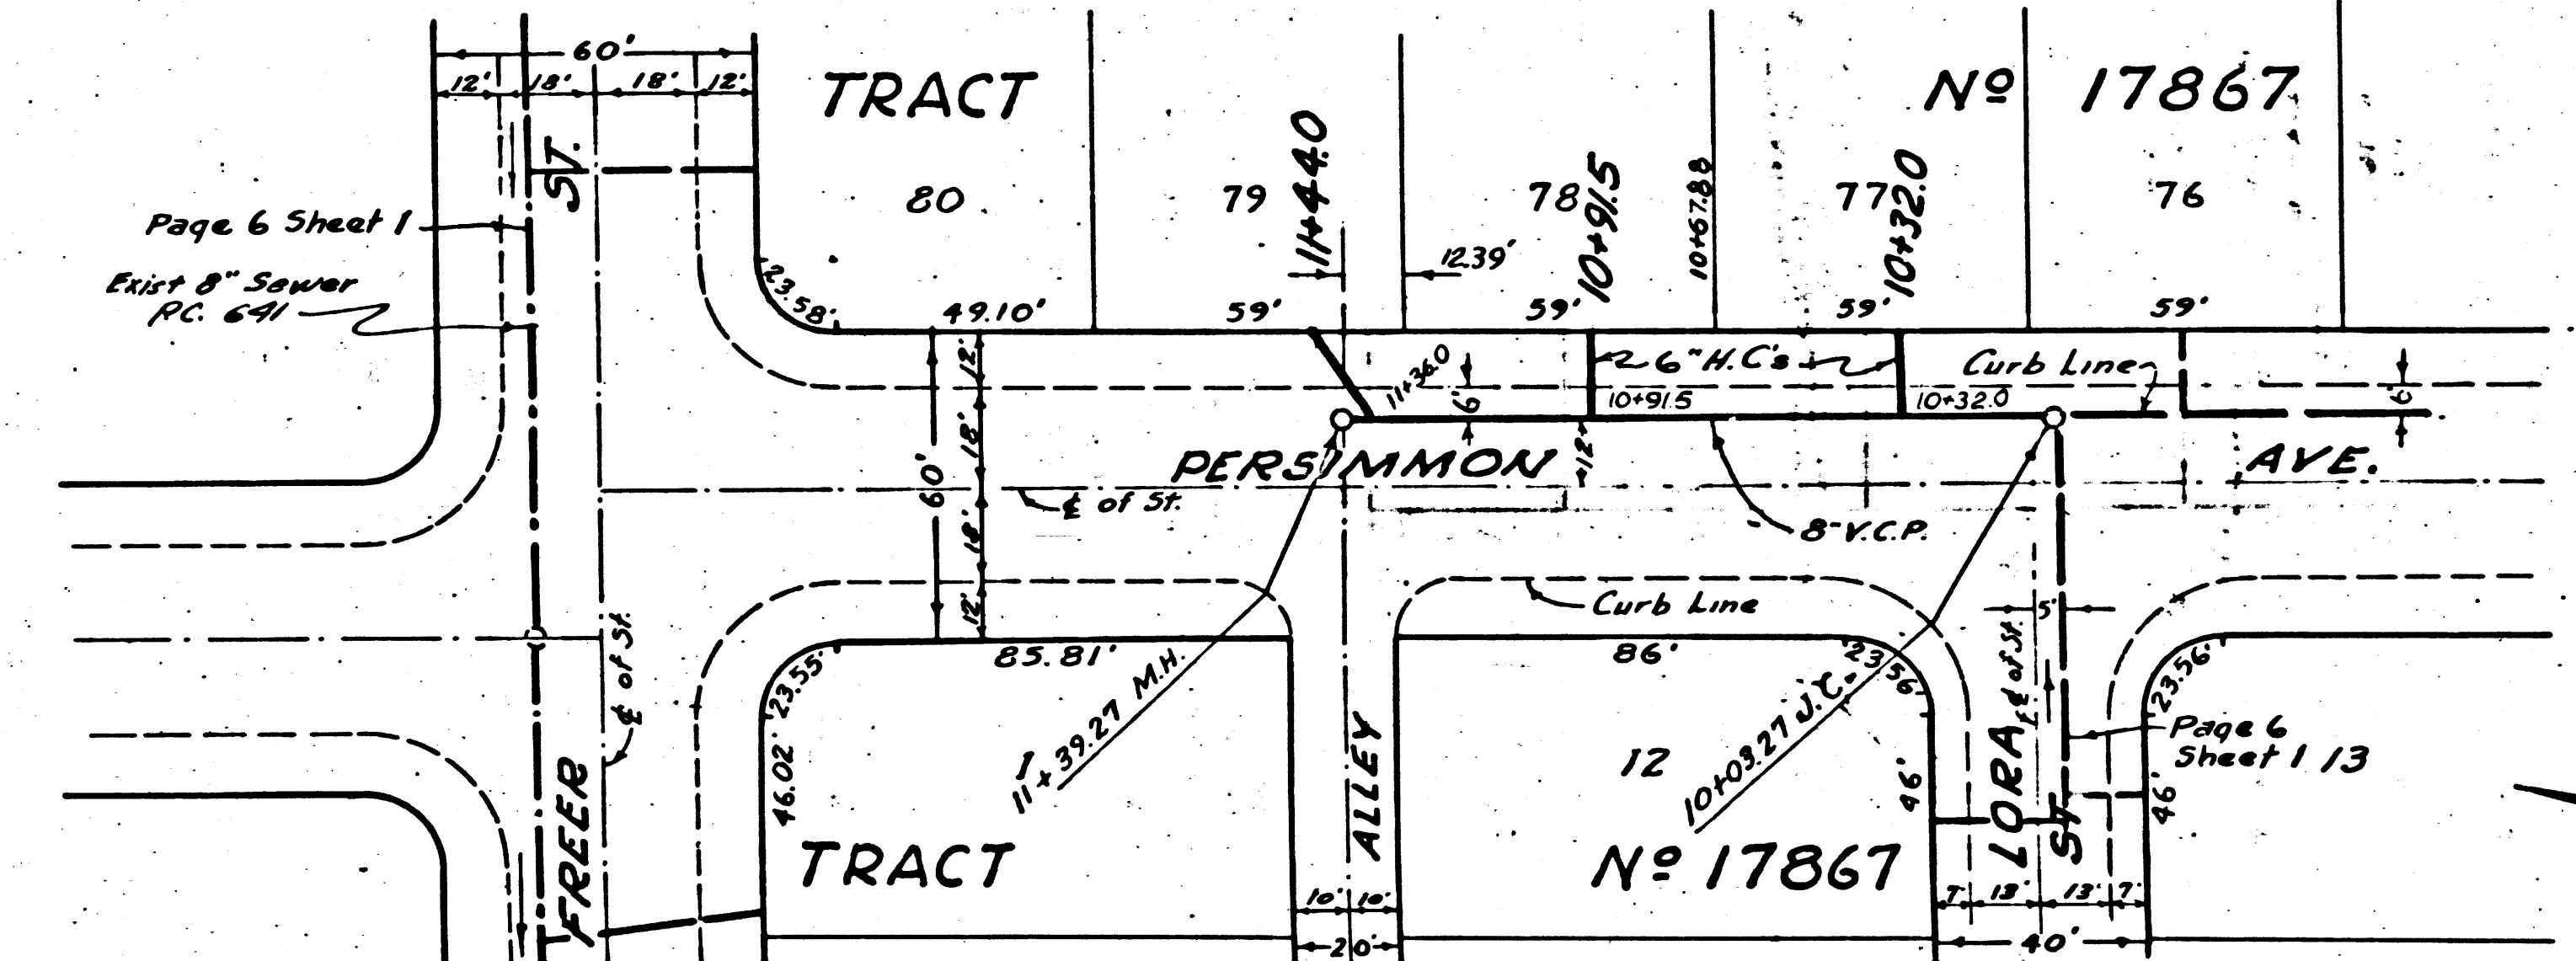 60'
12' 18' 18' 12'
TRACT
Nº 17867
ST.
80 79 78 77 76
11+44.0
10+91.5
10+67.88
10+32.0
Page 6 Sheet 1
Exist 8" Sewer
P.C. 641
12.39'
23.58'
49.10' 59' 59' 59' 59'
12'
18'
60'
18'
12'
11+36.0
6'
6" H.C's
Curb Line
10+91.5
10+32.0
6'
12'
PERSIMMON AVE.
℄ of St.
8" V.C.P.
Curb Line
℄ of St.
5'
℄ of St.
85.81'
86'
23.55'
46.02'
23.56'
23.56'
1
11+39.27 M.H.
12
10+03.27 J.C.
46'
46'
Page 6
Sheet 1 13
FREER
ALLEY
LORA
ST.
TRACT
Nº 17867
10' 10'
20'
7' 13' 13' 7'
40'